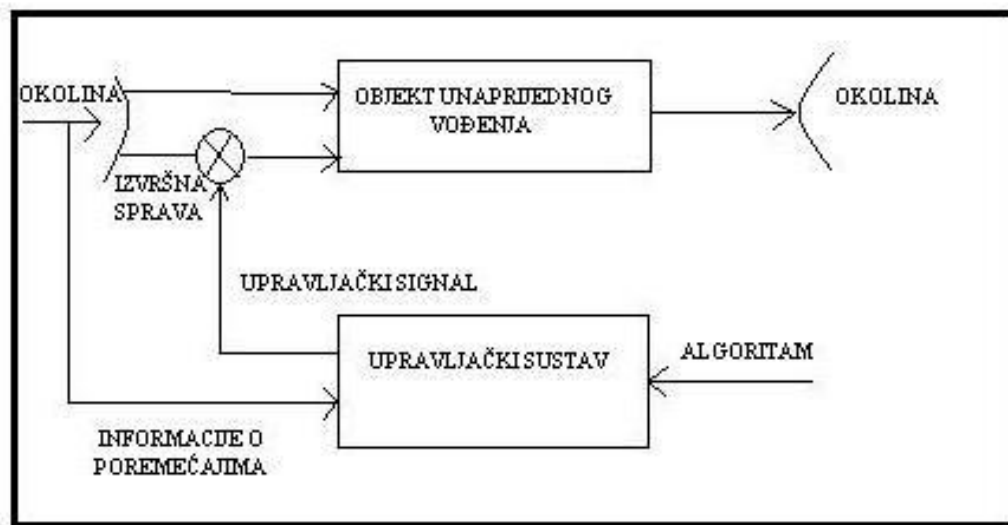 OKOLINA
OBJEKT UNAPRIJEDNOG
VOĐENJA
OKOLINA
IZVRŠNA
SPRAVA
UPRAVLJAČKI SIGNAL
UPRAVLJAČKI SUSTAV
ALGORITAM
INFORMACIJE O
POREMEĆAJIMA